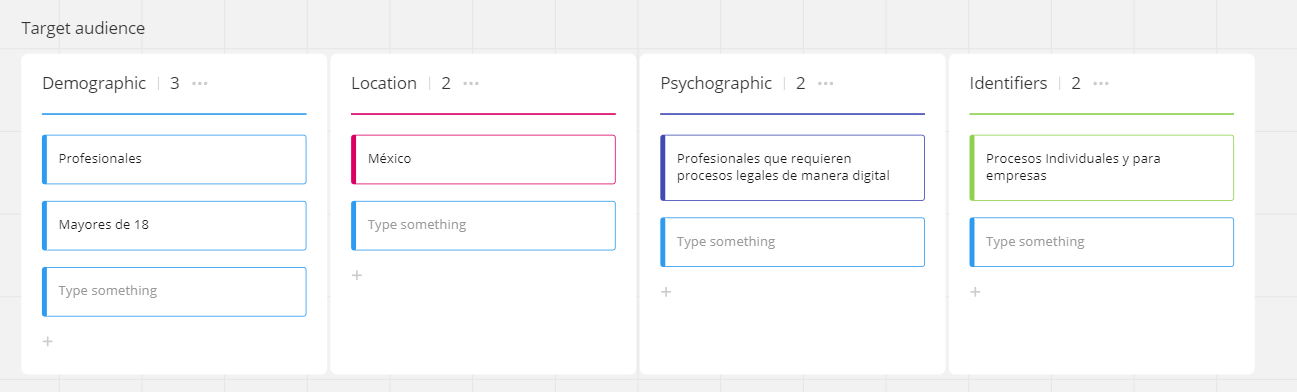 Target audience
Demographic 3 ...
Profesionales
Mayores de 18
Type something
+
Location 2 ...
México
Type something
+
Psychographic 2 ...
Profesionales que requieren
procesos legales de manera digital
Type something
+
Identifiers 2 ...
Procesos Individuales y para
empresas
Type something
+